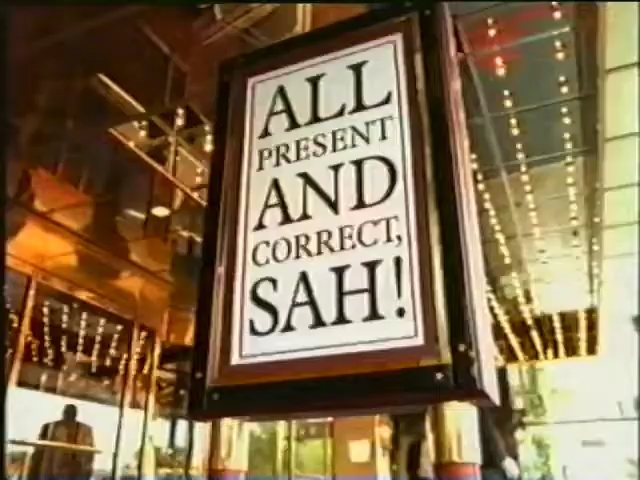 ALL
PRESENT
AND
CORRECT,
SAH!